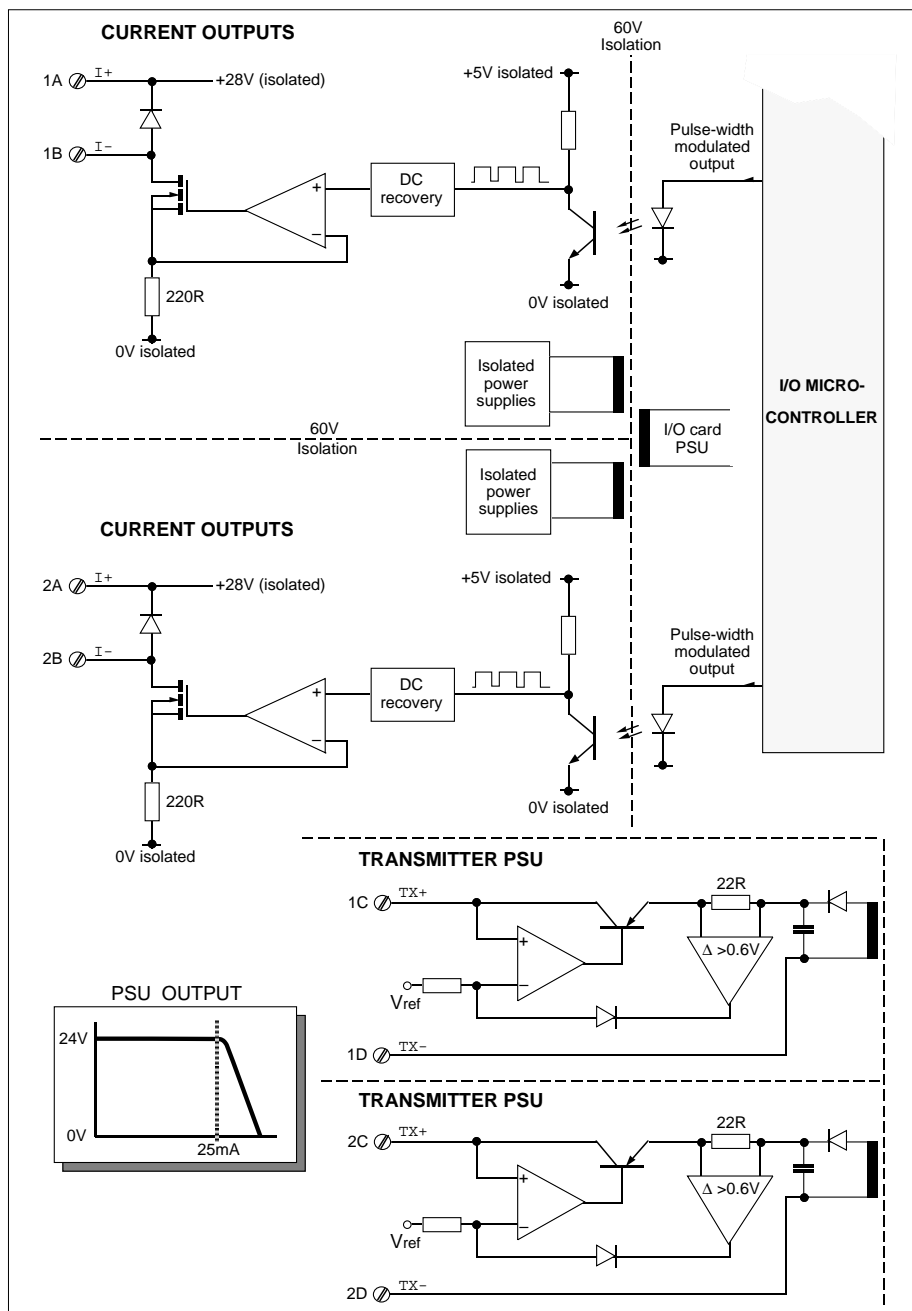 CURRENT OUTPUTS
60V
Isolation
1A I+
+28V (isolated)
+5V isolated
Pulse-width
modulated
output
1B I−
+
DC
recovery
−
220R
0V isolated
0V isolated
Isolated
power
supplies
I/O MICRO-
CONTROLLER
I/O card
PSU
60V
Isolation
Isolated
power
supplies
CURRENT OUTPUTS
2A I+
+28V (isolated)
+5V isolated
Pulse-width
modulated
output
2B I−
+
DC
recovery
−
220R
0V isolated
0V isolated
TRANSMITTER PSU
1C TX+
22R
+
Δ >0.6V
−
Vref
1D TX−
PSU OUTPUT
24V
0V
25mA
TRANSMITTER PSU
2C TX+
22R
+
Δ >0.6V
−
Vref
2D TX−